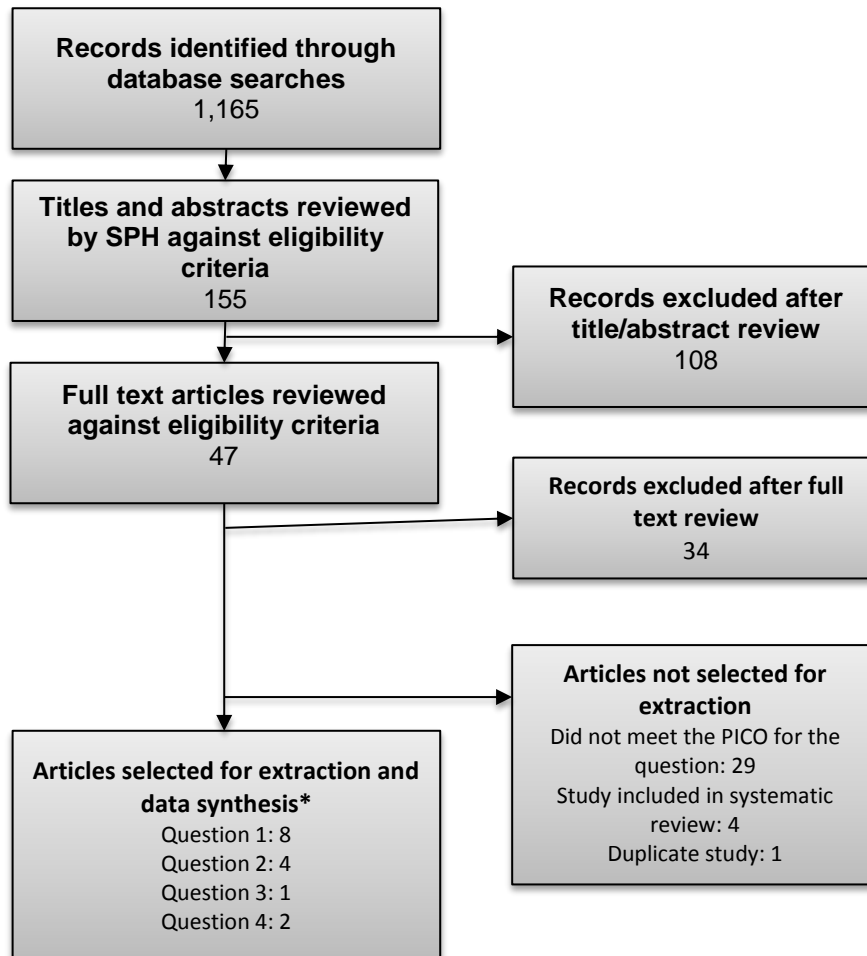 Records identified through
database searches
1,165
Titles and abstracts reviewed
by SPH against eligibility
criteria
155
Records excluded after
title/abstract review
108
Full text articles reviewed
against eligibility criteria
47
Records excluded after full
text review
34
Articles not selected for
extraction
Did not meet the PICO for the
question: 29
Study included in systematic
review: 4
Duplicate study: 1
Articles selected for extraction and
data synthesis*
Question 1: 8
Question 2: 4
Question 3: 1
Question 4: 2